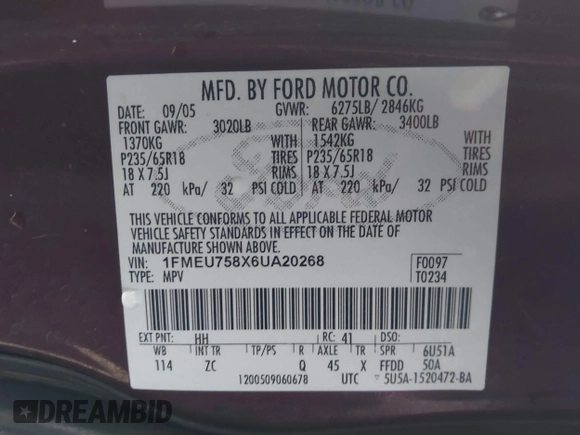 MFD. BY FORD MOTOR CO.
DATE: 09/05 GVWR: 6275LB/ 2846KG
FRONT GAWR: 3020LB REAR GAWR: 3400LB
1370KG WITH 1542KG WITH
P235/65R18 TIRES P235/65R18 TIRES
18 X 7.5J RIMS 18 X 7.5J RIMS
AT 220 kPa/ 32 PSI COLD AT 220 kPa/ 32 PSI COLD
THIS VEHICLE CONFORMS TO ALL APPLICABLE FEDERAL MOTOR
VEHICLE SAFETY STANDARDS IN EFFECT ON THE DATE OF
MANUFACTURE SHOWN ABOVE.
VIN: 1FMEU758X6UA20268 F0097
TYPE: MPV T0234
EXT PNT: HH RC: 41 DSO:
WB INT TR TP/PS R AXLE TR SPR 6U51A
114 ZC Q 45 X FFDD 50A
1200509060678 UTC 5U5A-1520472-BA
DREAMBID
START. BID. WIN. REPEAT